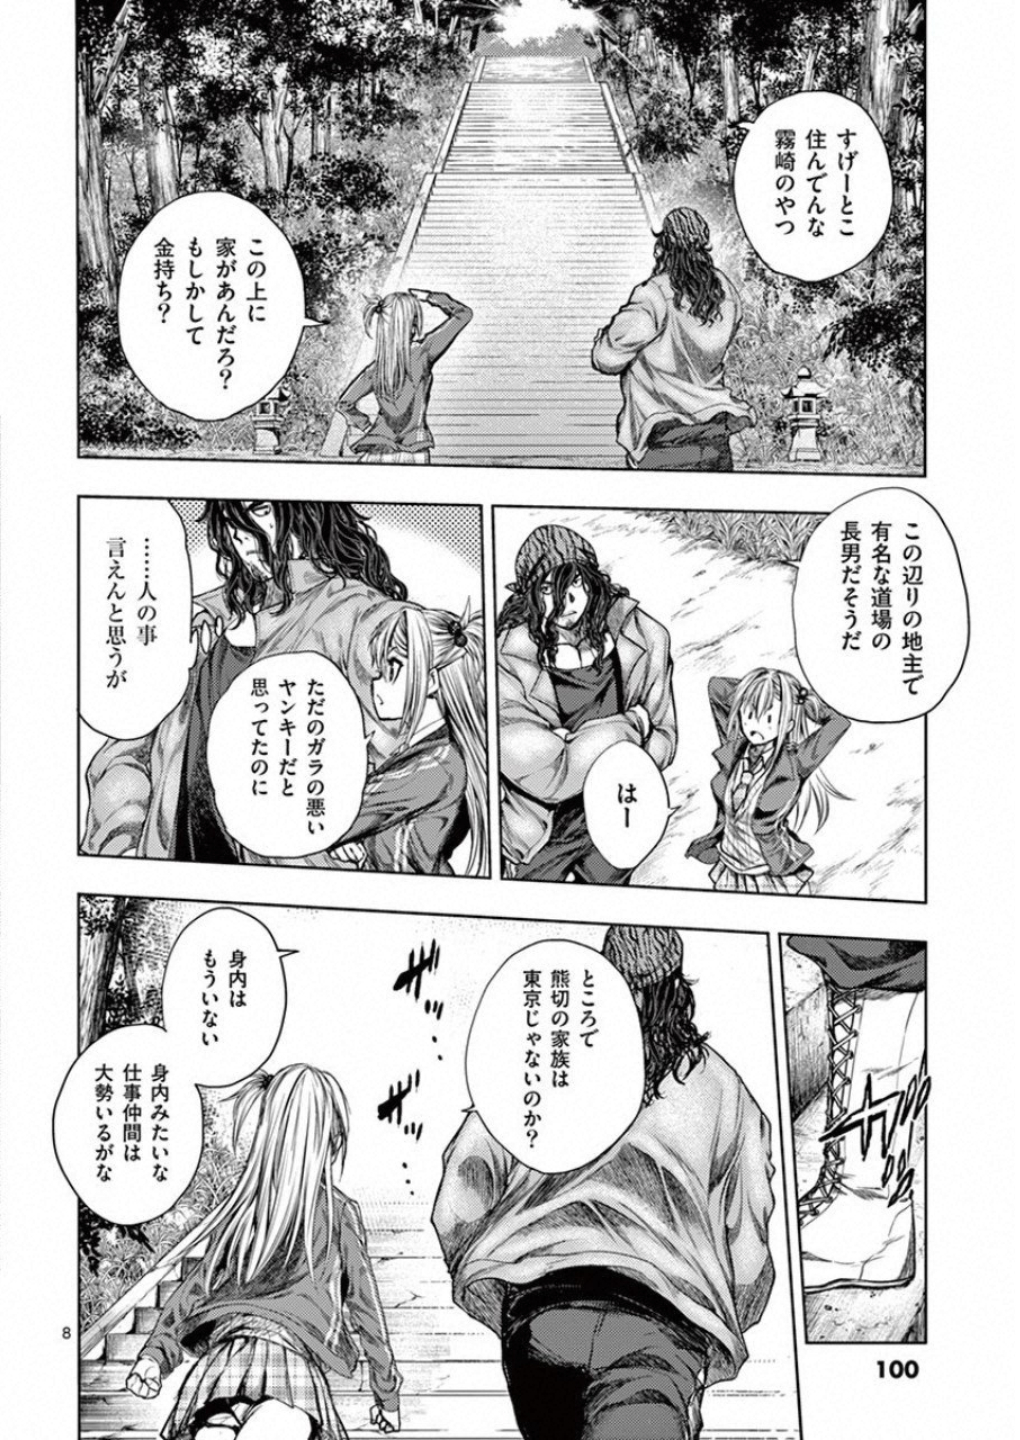 すげーとこ
住んでんな
霧崎のやつ
この上に
家があんだろ？
もしかして
金持ち？
この辺りの地主で
有名な道場の
長男だそうだ
はー
ただのガラの悪い
ヤンキーだと
思ってたのに
……人の事
言えんと思うが
ガッ
ところで
熊切の家族は
東京じゃないのか？
身内は
もういない
身内みたいな
仕事仲間は
大勢いるがな
8
100